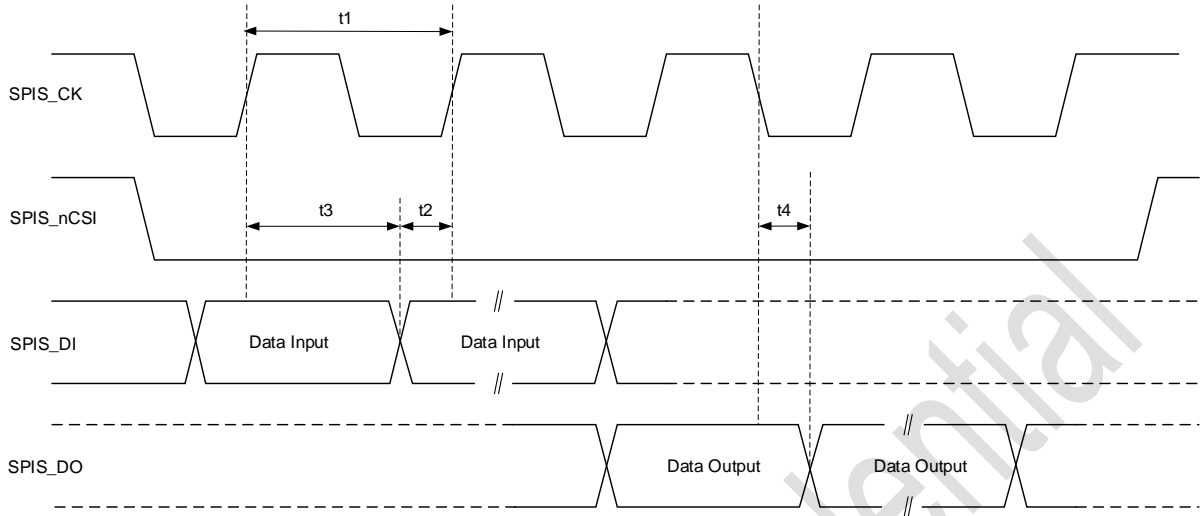 t1
SPIS_CK
SPIS_nCSI
t3
t2
t4
SPIS_DI
Data Input
Data Input
SPIS_DO
Data Output
Data Output